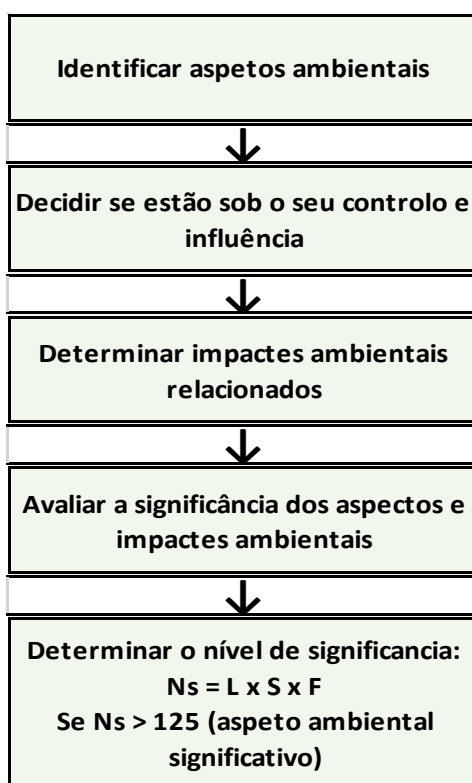 Identificar aspetos ambientais
Decidir se estão sob o seu controlo e
influência
Determinar impactes ambientais
relacionados
Avaliar a significância dos aspectos e
impactes ambientais
Determinar o nível de significancia:
Ns = L x S x F
Se Ns > 125 (aspeto ambiental
significativo)